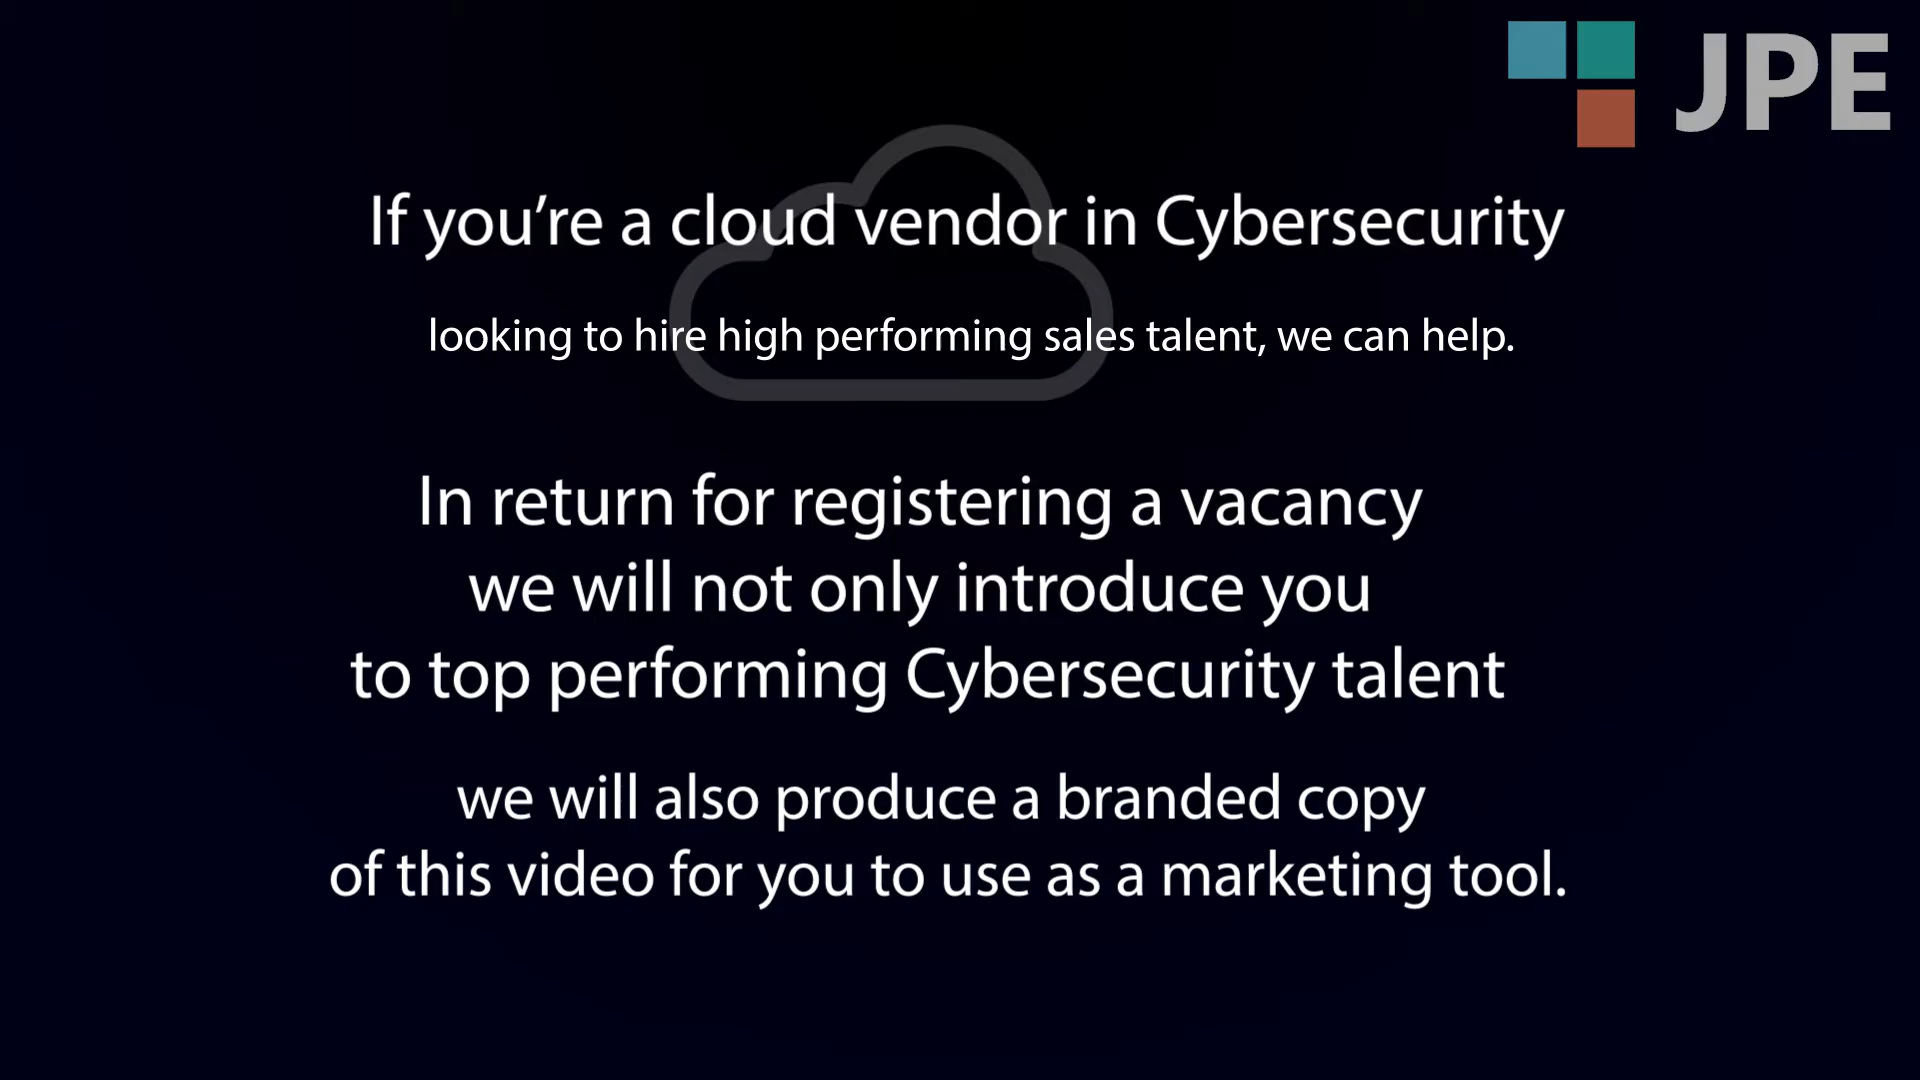 JPE
If you’re a cloud vendor in Cybersecurity
looking to hire high performing sales talent, we can help.
In return for registering a vacancy
we will not only introduce you
to top performing Cybersecurity talent
we will also produce a branded copy
of this video for you to use as a marketing tool.